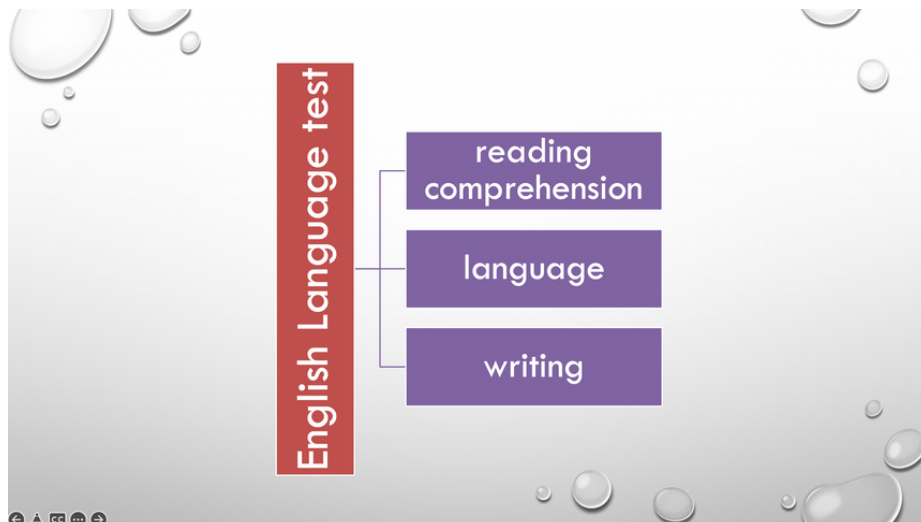 English Language test
reading
comprehension
language
writing